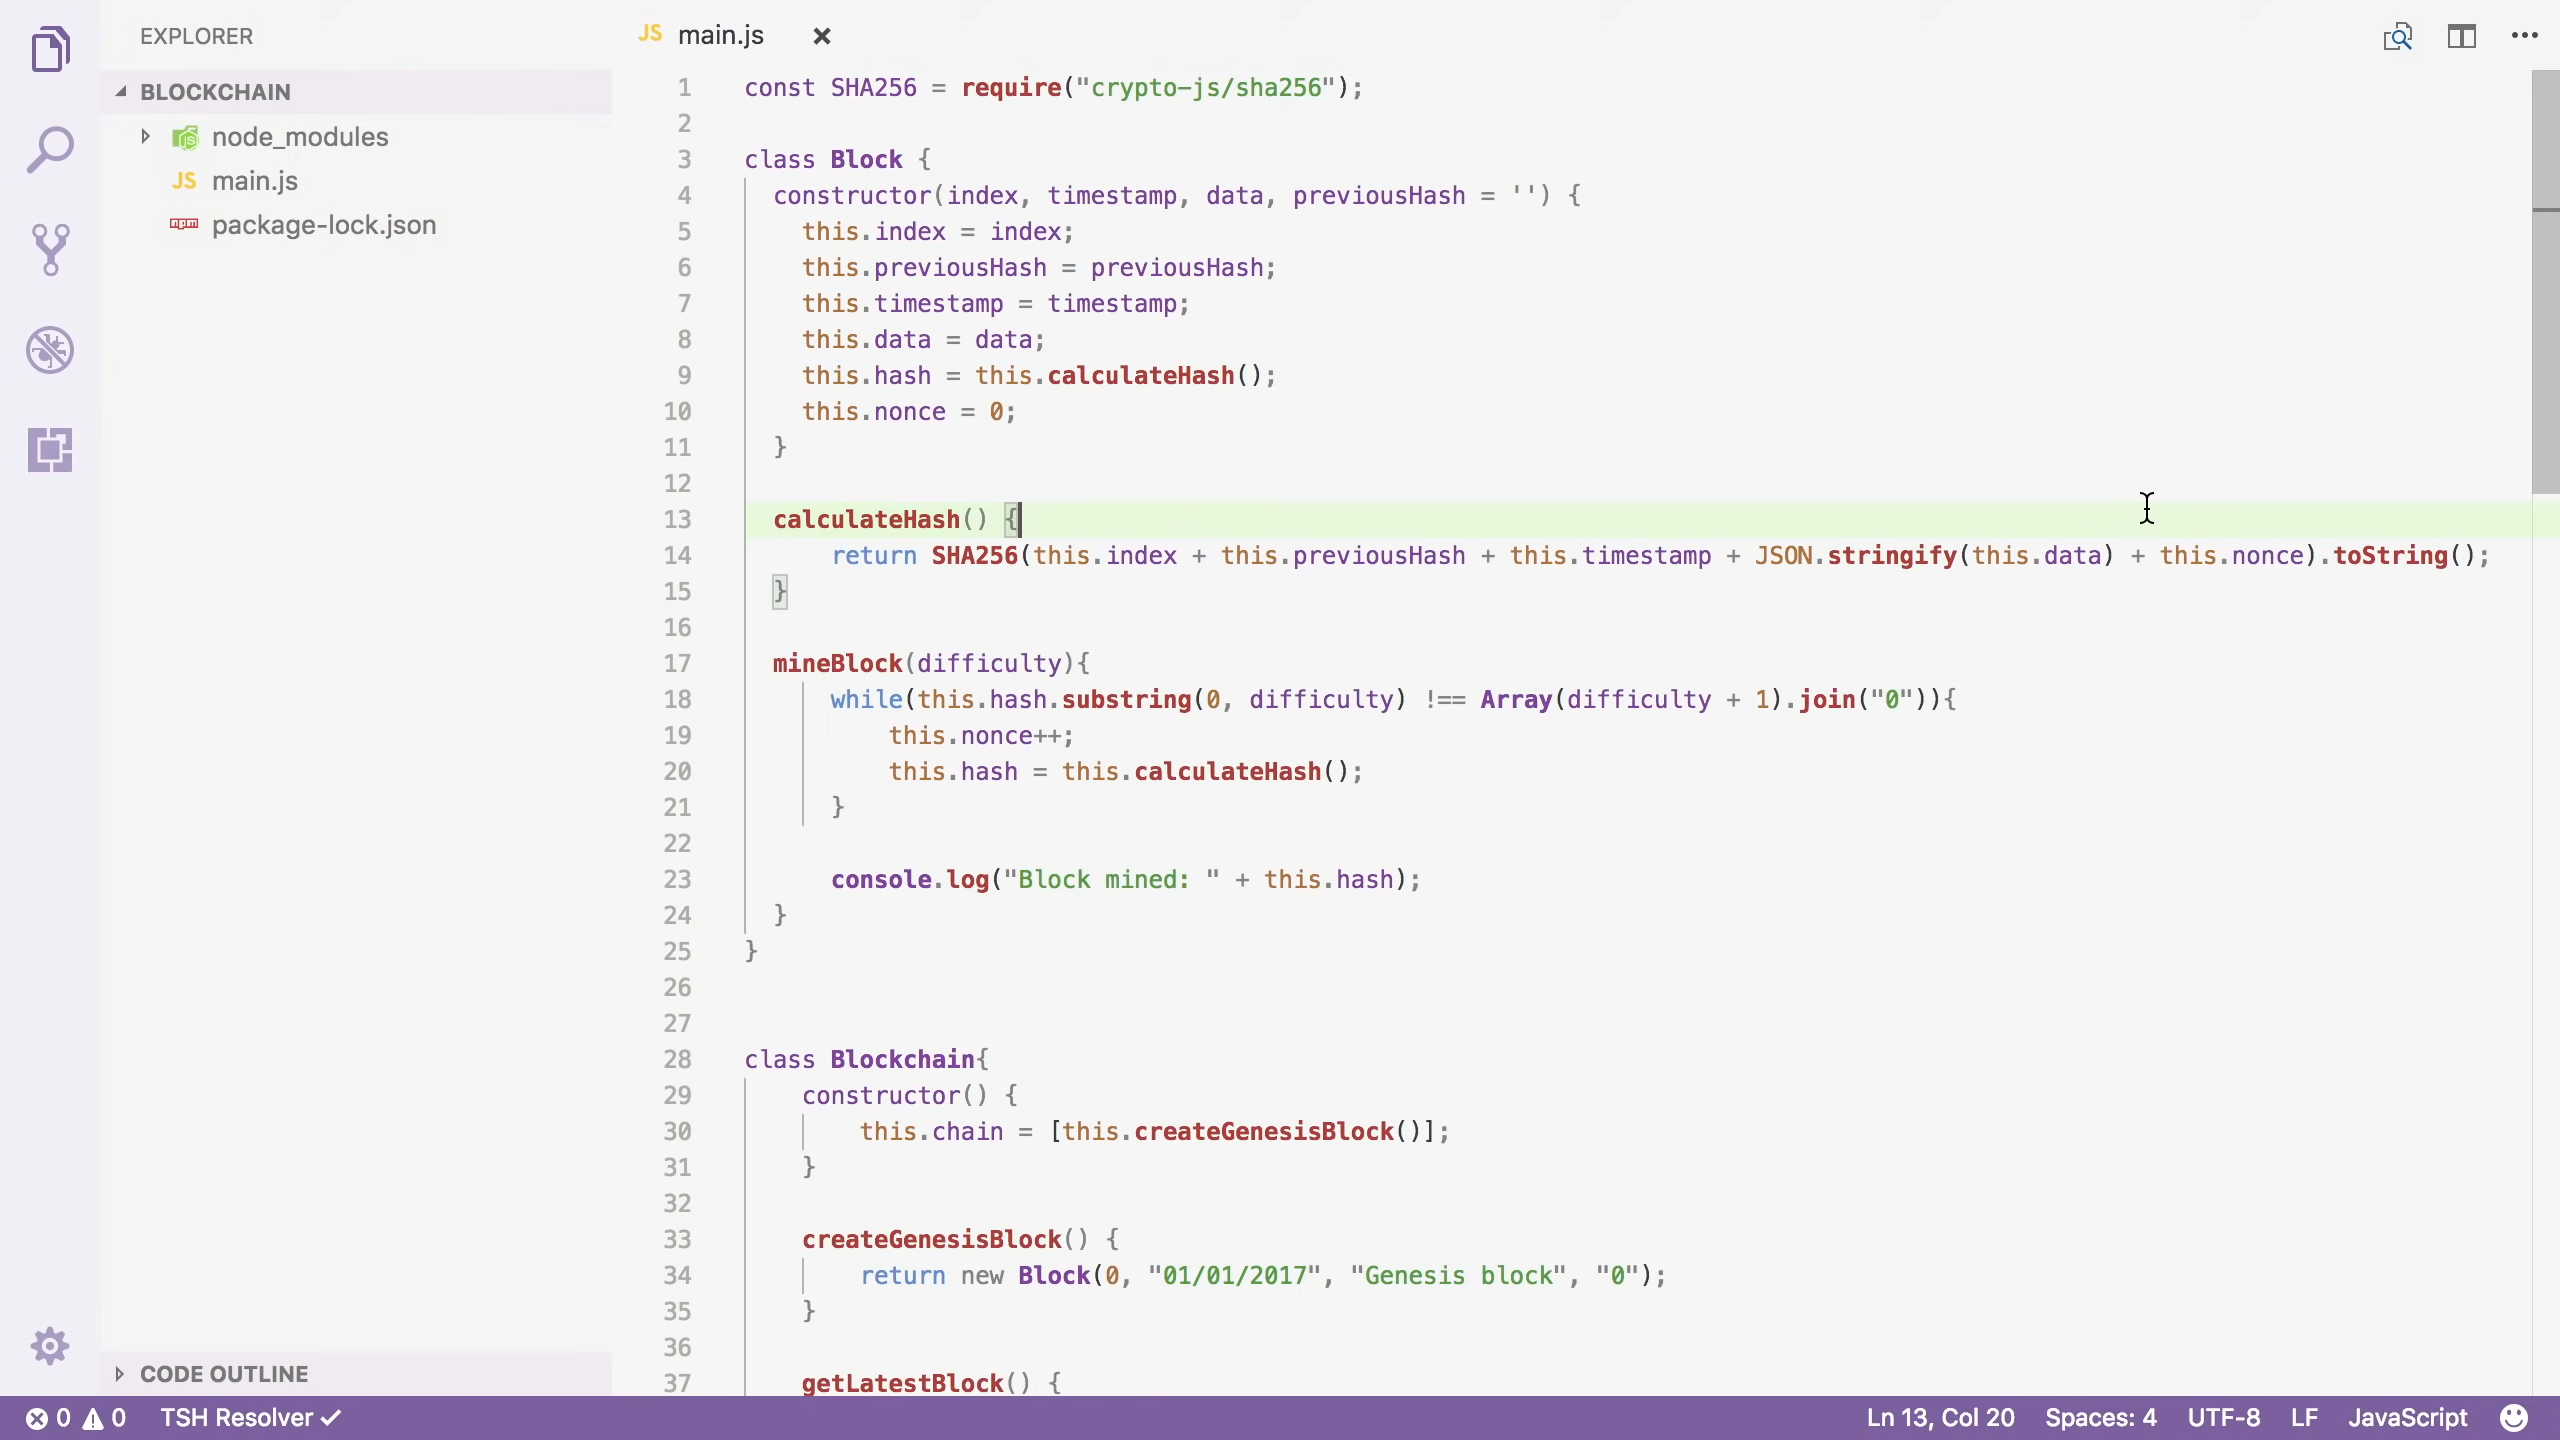 EXPLORER
BLOCKCHAIN
node_modules
JS main.js
package-lock.json
CODE OUTLINE
JS main.js
1 const SHA256 = require("crypto-js/sha256");
2
3 class Block {
4 constructor(index, timestamp, data, previousHash = '') {
5 this.index = index;
6 this.previousHash = previousHash;
7 this.timestamp = timestamp;
8 this.data = data;
9 this.hash = this.calculateHash();
10 this.nonce = 0;
11 }
12
13 calculateHash() {
14 return SHA256(this.index + this.previousHash + this.timestamp + JSON.stringify(this.data) + this.nonce).toString();
15 }
16
17 mineBlock(difficulty){
18 while(this.hash.substring(0, difficulty) !== Array(difficulty + 1).join("0")){
19 this.nonce++;
20 this.hash = this.calculateHash();
21 }
22
23 console.log("Block mined: " + this.hash);
24 }
25 }
26
27
28 class Blockchain{
29 constructor() {
30 this.chain = [this.createGenesisBlock()];
31 }
32
33 createGenesisBlock() {
34 return new Block(0, "01/01/2017", "Genesis block", "0");
35 }
36
37 getLatestBlock() {
0 0 TSH Resolver Ln 13, Col 20 Spaces: 4 UTF-8 LF JavaScript